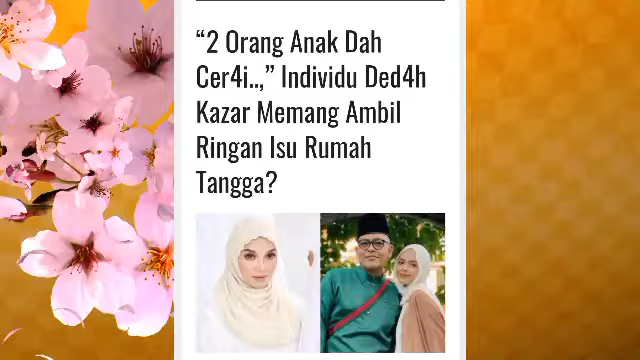 “2 Orang Anak Dah
Cer4i..,” Individu Ded4h
Kazar Memang Ambil
Ringan Isu Rumah
Tangga?